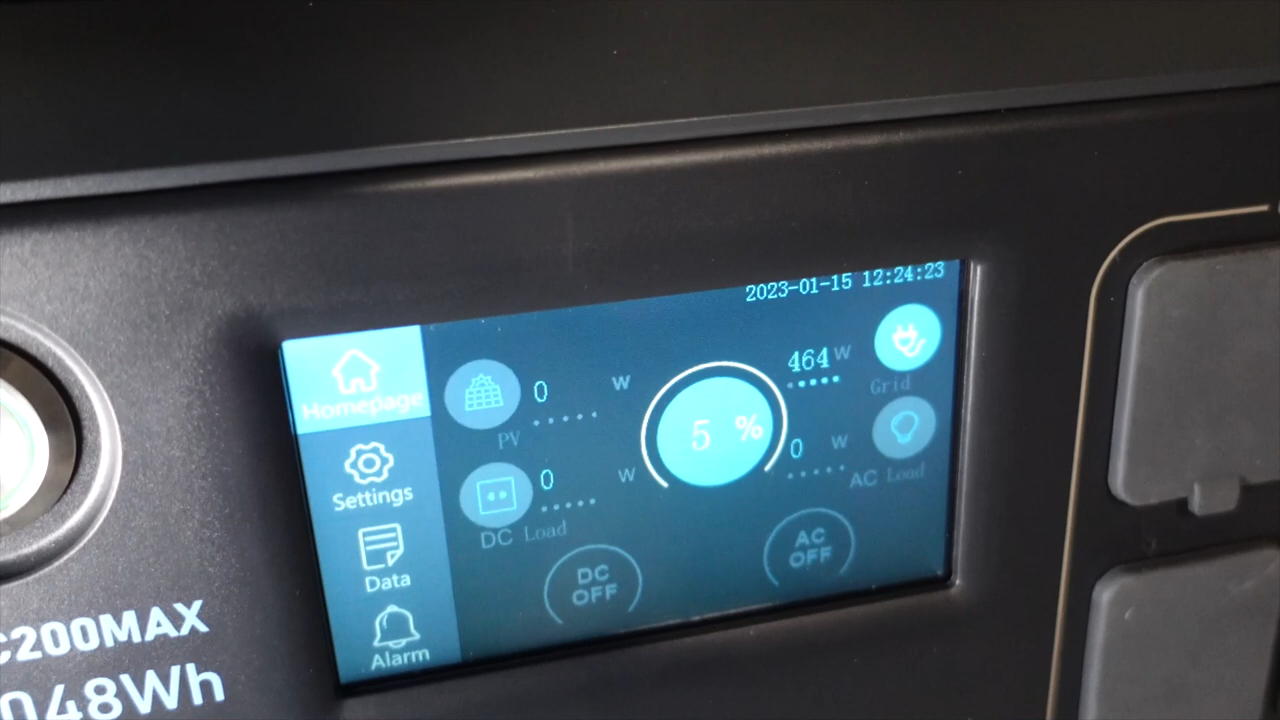 2023-01-15 12:24:23
Homepage
Settings
Data
Alarm
0 W
PV
0 W
DC Load
5 %
464 W
Grid
0 W
AC Load
DC
OFF
AC
OFF
C200MAX
048Wh